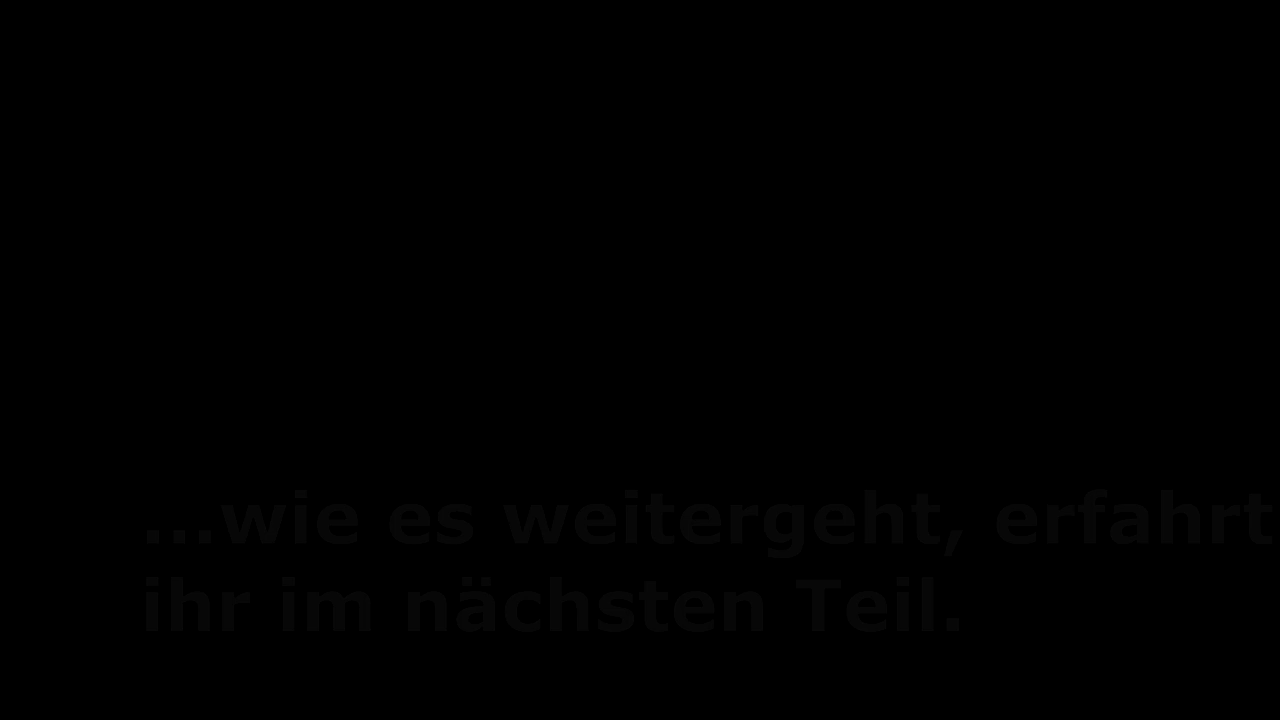 ...wie es weitergeht, erfahrt
ihr im nächsten Teil.